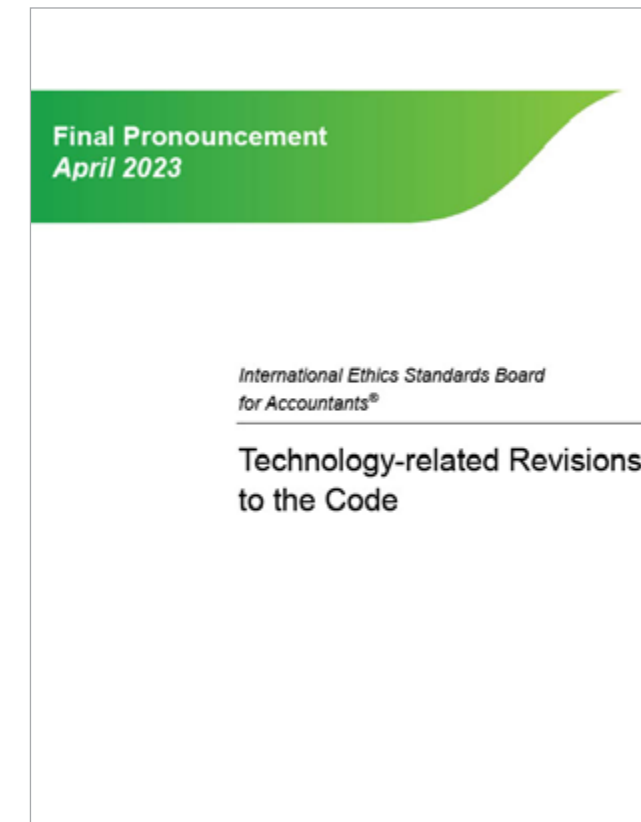 Final Pronouncement
April 2023
International Ethics Standards Board
for Accountants®
Technology-related Revisions
to the Code